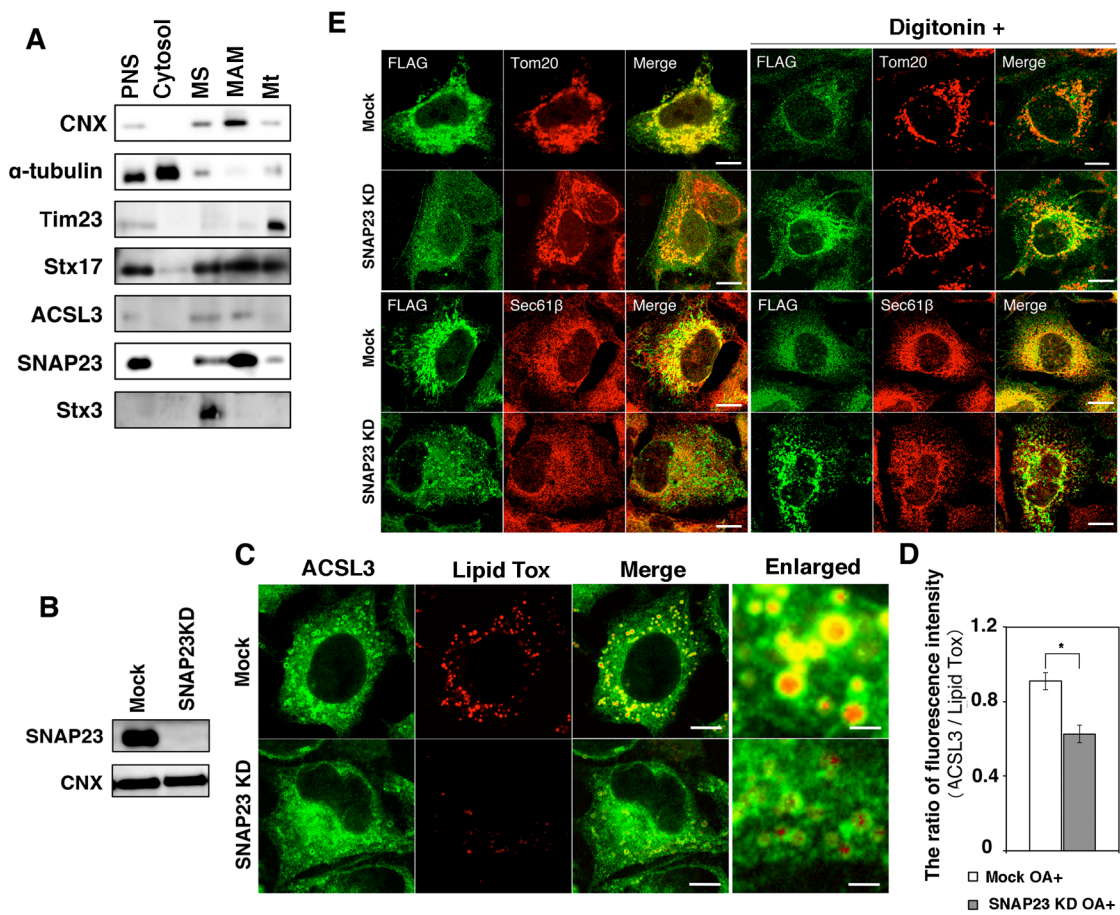 A
PNS
Cytosol
MS
MAM
Mt
CNX
α-tubulin
Tim23
Stx17
ACSL3
SNAP23
Stx3
E
Digitonin +
FLAG
Tom20
Merge
FLAG
Tom20
Merge
Mock
SNAP23 KD
FLAG
Sec61β
Merge
FLAG
Sec61β
Merge
Mock
SNAP23 KD
B
Mock
SNAP23KD
SNAP23
CNX
C
ACSL3
Lipid Tox
Merge
Enlarged
Mock
SNAP23 KD
D
The ratio of fluorescence intensity
(ACSL3 / Lipid Tox)
1.2
0.8
0.4
0
*
Mock OA+
SNAP23 KD OA+